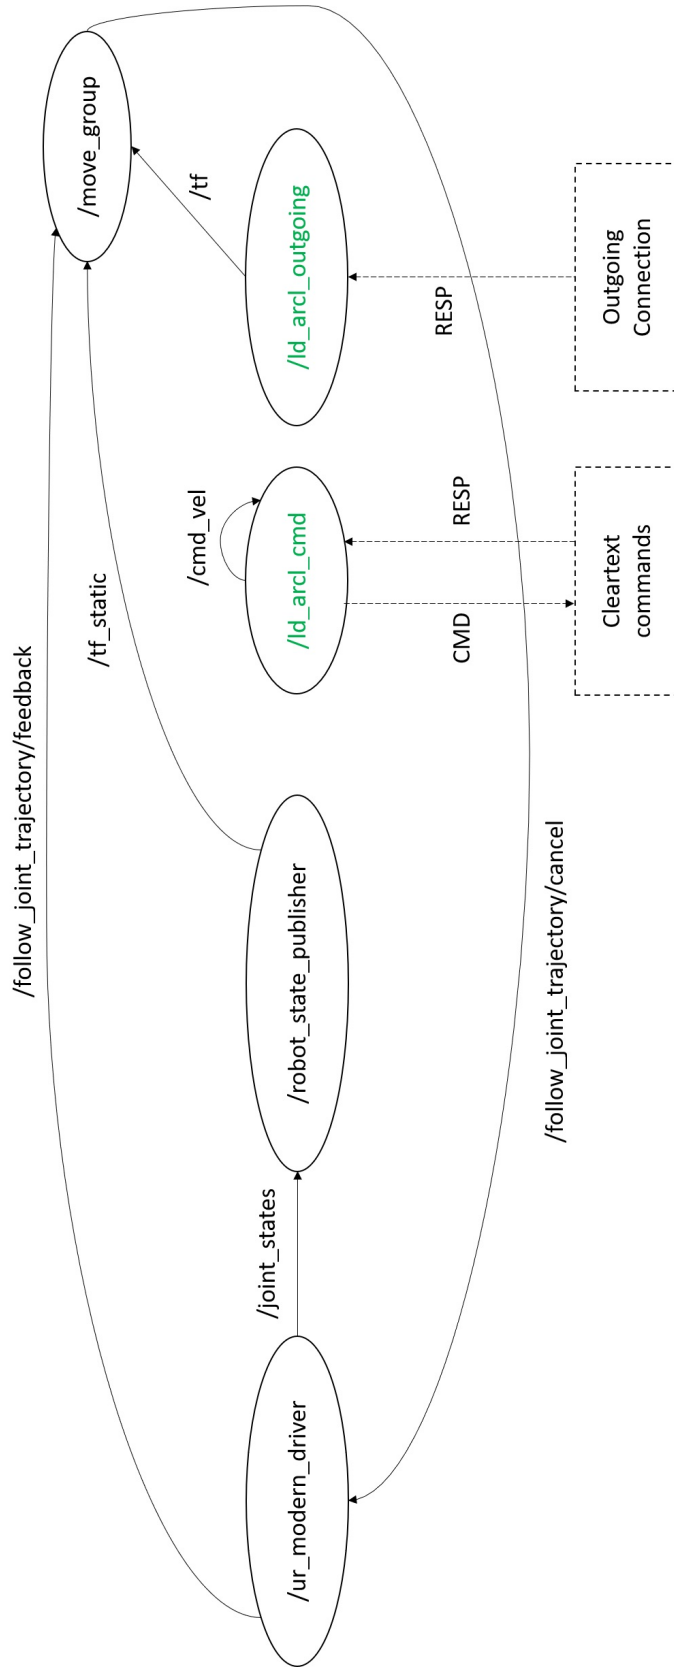 /follow_joint_trajectory/feedback
/tf_static
/move_group
/tf
/cmd_vel
/ur_modern_driver
/joint_states
/robot_state_publisher
/ld_arcl_cmd
/ld_arcl_outgoing
CMD
RESP
RESP
/follow_joint_trajectory/cancel
Cleartext
commands
Outgoing
Connection